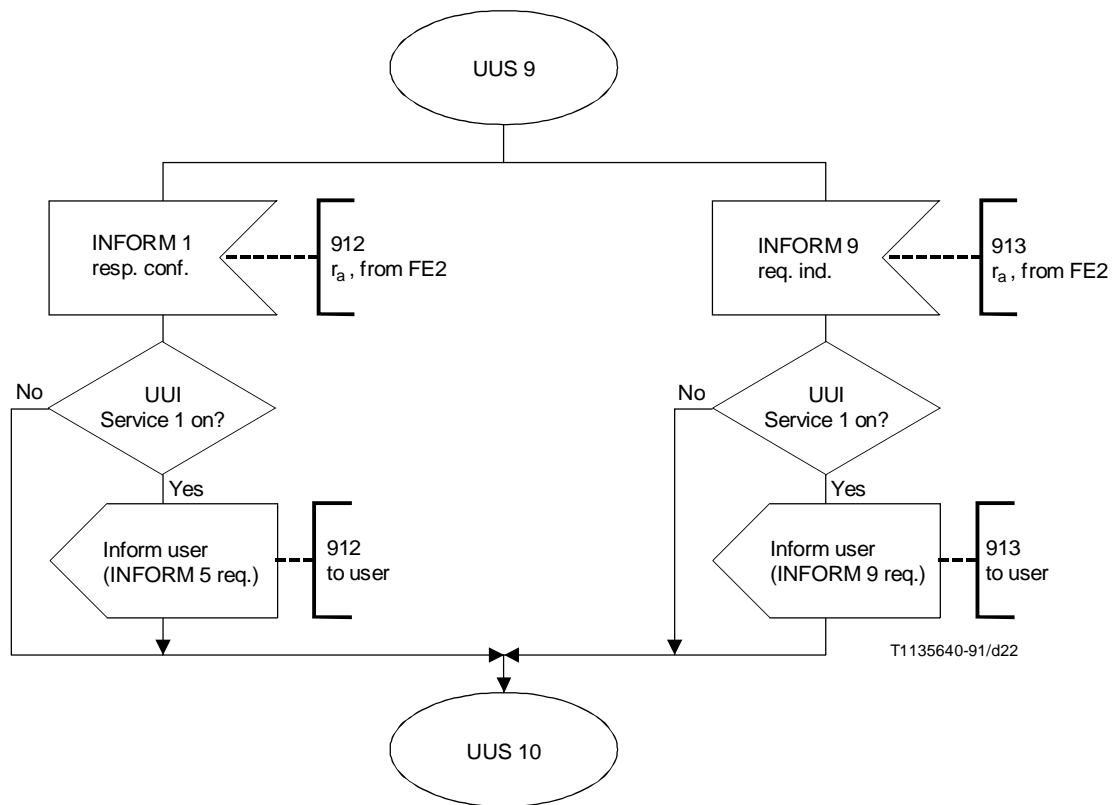 UUS 9
INFORM 1
resp. conf.
912
ra , from FE2
INFORM 9
req. ind.
913
ra , from FE2
No
UUI
Service 1 on?
Yes
No
UUI
Service 1 on?
Yes
Inform user
(INFORM 5 req.)
912
to user
Inform user
(INFORM 9 req.)
913
to user
T1135640-91/d22
UUS 10